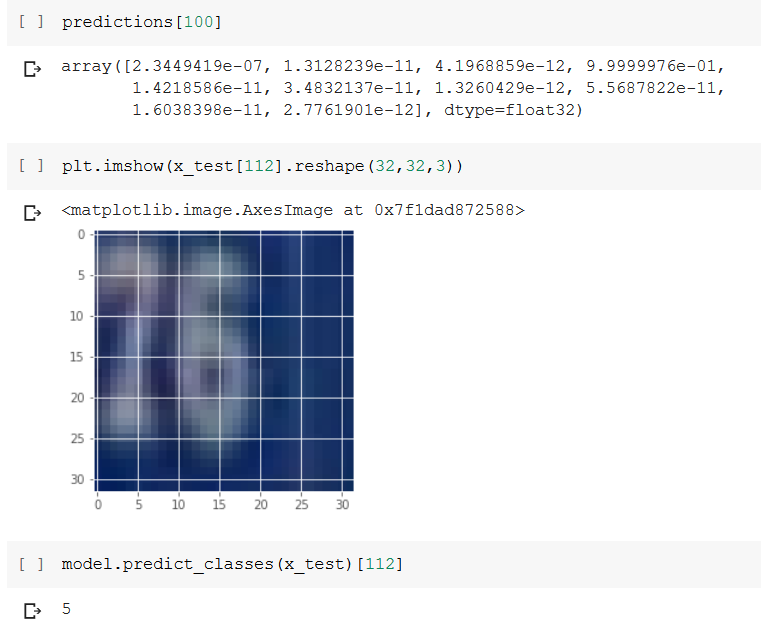 [ ] predictions[100]
array([2.3449419e-07, 1.3128239e-11, 4.1968859e-12, 9.9999976e-01,
1.4218586e-11, 3.4832137e-11, 1.3260429e-12, 5.5687822e-11,
1.6038398e-11, 2.7761901e-12], dtype=float32)
[ ] plt.imshow(x_test[112].reshape(32,32,3))
<matplotlib.image.AxesImage at 0x7f1dad872588>
0
5
10
15
20
25
30
0 5 10 15 20 25 30
[ ] model.predict_classes(x_test)[112]
5